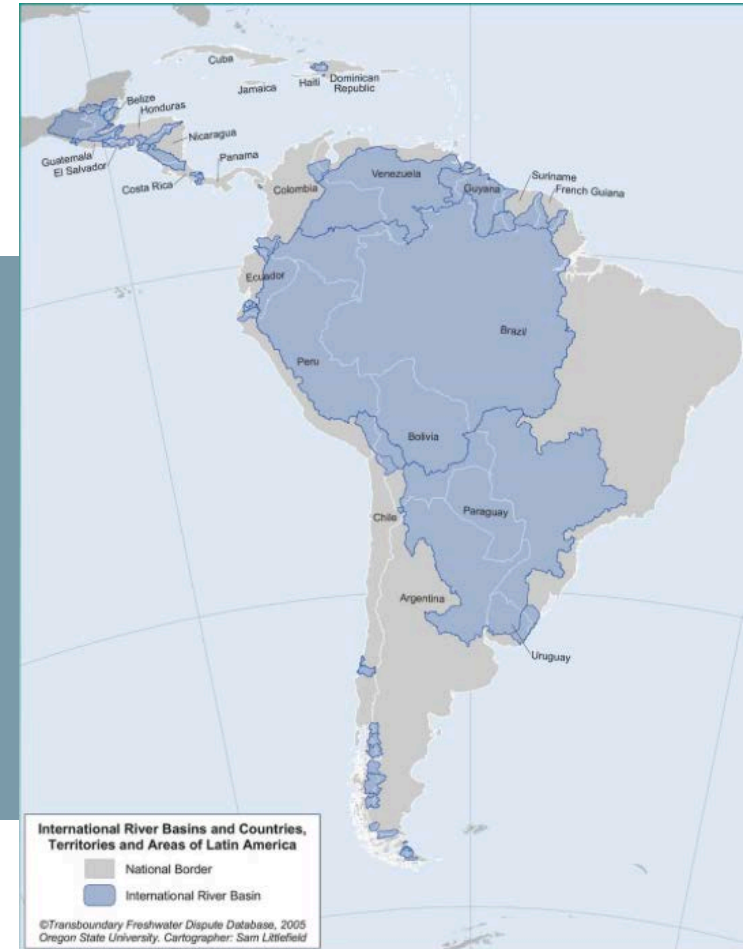 Cuba
Haiti
Dominican
Republic
Jamaica
Belize
Honduras
Nicaragua
Guatemala
El Salvador
Panama
Costa Rica
Colombia
Venezuela
Guyana
Suriname
French Guiana
Ecuador
Brazil
Peru
Bolivia
Paraguay
Chile
Argentina
Uruguay
International River Basins and Countries,
Territories and Areas of Latin America
National Border
International River Basin
©Transboundary Freshwater Dispute Database, 2005
Oregon State University. Cartographer: Sam Littlefield